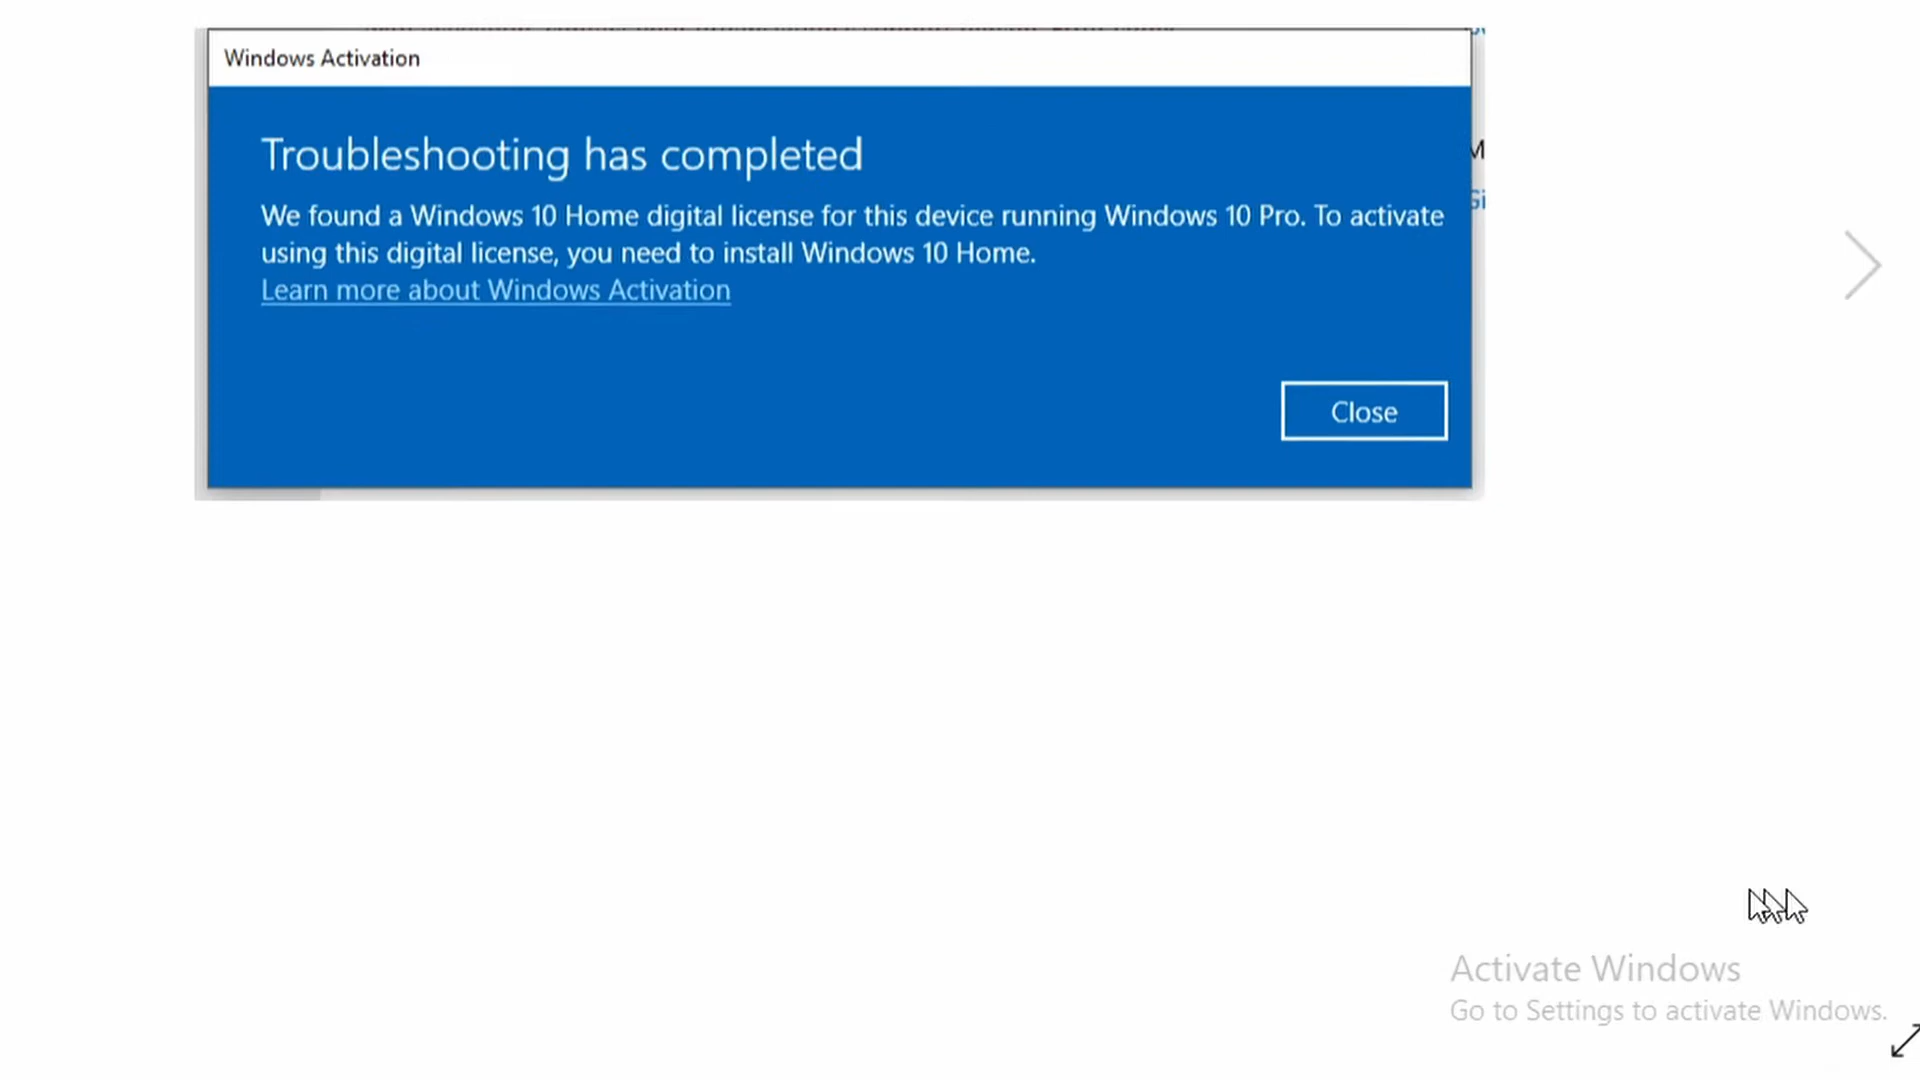 Windows Activation
Troubleshooting has completed
We found a Windows 10 Home digital license for this device running Windows 10 Pro. To activate
using this digital license, you need to install Windows 10 Home.
Learn more about Windows Activation
Close
Activate Windows
Go to Settings to activate Windows.